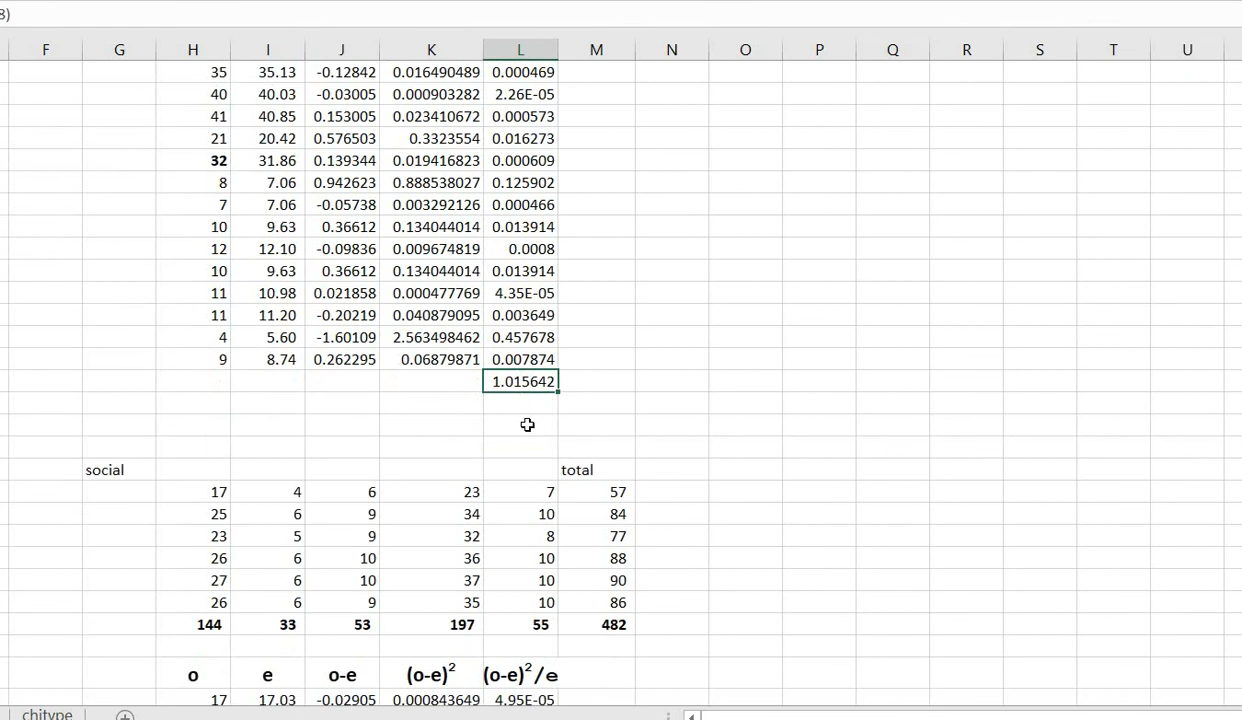 8)
F G H I J K L M N O P Q R S T U
35 35.13 -0.12842 0.016490489 0.000469
40 40.03 -0.03005 0.000903282 2.26E-05
41 40.85 0.153005 0.023410672 0.000573
21 20.42 0.576503 0.3323554 0.016273
32 31.86 0.139344 0.019416823 0.000609
8 7.06 0.942623 0.888538027 0.125902
7 7.06 -0.05738 0.003292126 0.000466
10 9.63 0.36612 0.134044014 0.013914
12 12.10 -0.09836 0.009674819 0.0008
10 9.63 0.36612 0.134044014 0.013914
11 10.98 0.021858 0.000477769 4.35E-05
11 11.20 -0.20219 0.040879095 0.003649
4 5.60 -1.60109 2.563498462 0.457678
9 8.74 0.262295 0.06879871 0.007874
1.015642
social total
17 4 6 23 7 57
25 6 9 34 10 84
23 5 9 32 8 77
26 6 10 36 10 88
27 6 10 37 10 90
26 6 9 35 10 86
144 33 53 197 55 482
o e o-e (o-e)² (o-e)²/e
17 17.03 -0.02905 0.000843649 4.95E-05
chitype